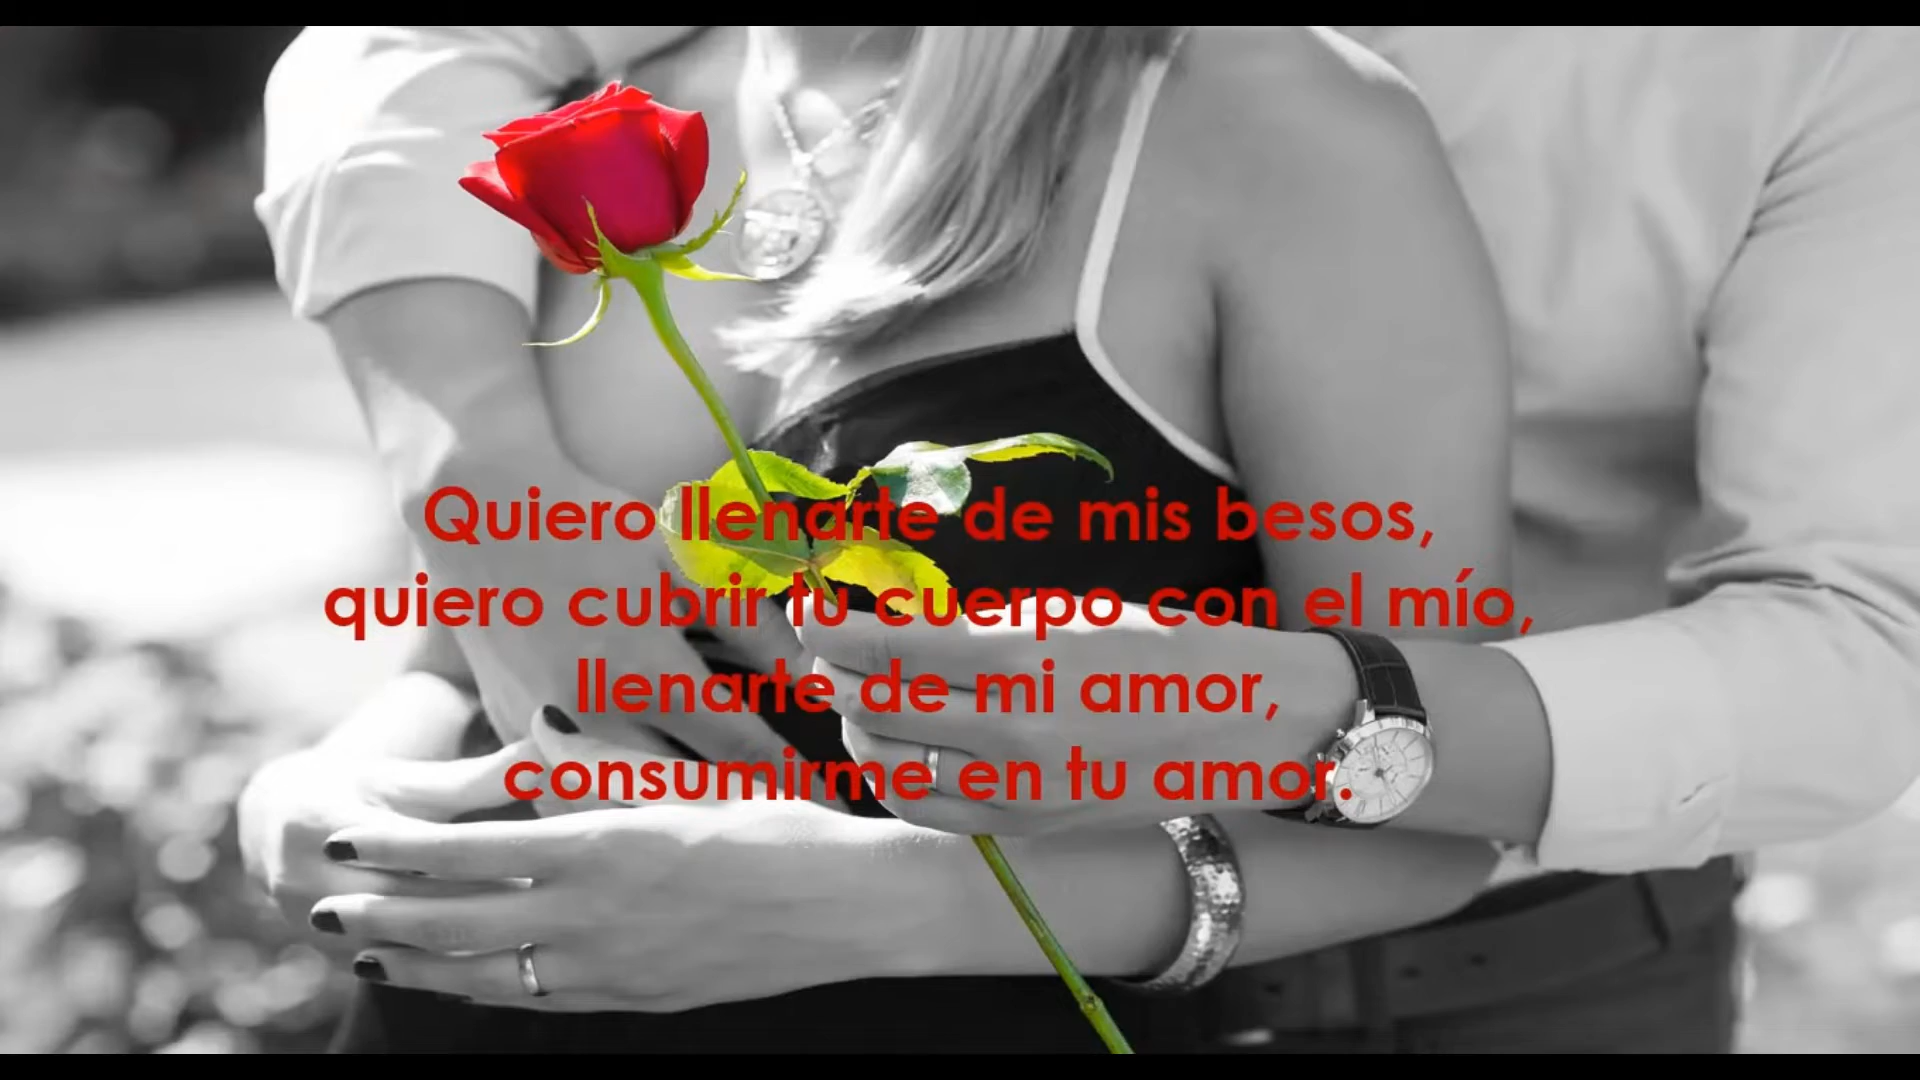 Quiero llenarte de mis besos,
quiero cubrir tu cuerpo con el mío,
llenarte de mi amor,
consumirme en tu amor.